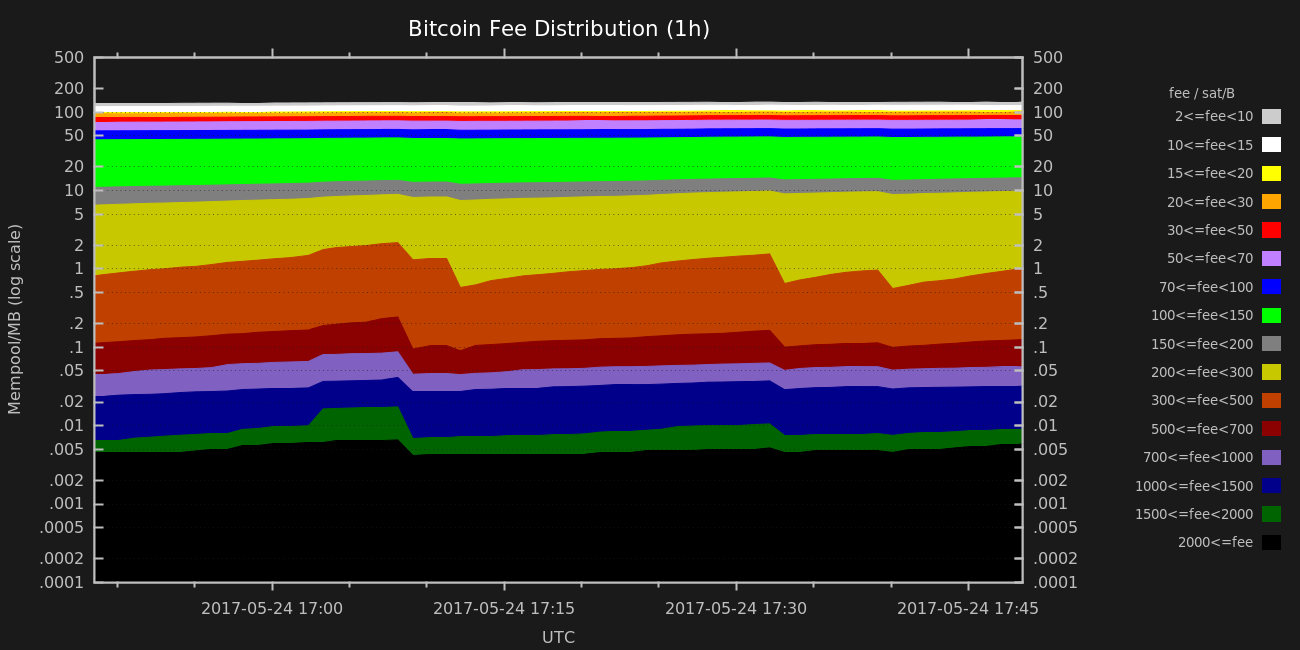 Bitcoin Fee Distribution (1h)
Mempool/MB (log scale)
500
200
100
50
20
10
5
2
1
.5
.2
.1
.05
.02
.01
.005
.002
.001
.0005
.0002
.0001
500
200
100
50
20
10
5
2
1
.5
.2
.1
.05
.02
.01
.005
.002
.001
.0005
.0002
.0001
2017-05-24 17:00
2017-05-24 17:15
2017-05-24 17:30
2017-05-24 17:45
UTC
fee / sat/B
2<=fee<10
10<=fee<15
15<=fee<20
20<=fee<30
30<=fee<50
50<=fee<70
70<=fee<100
100<=fee<150
150<=fee<200
200<=fee<300
300<=fee<500
500<=fee<700
700<=fee<1000
1000<=fee<1500
1500<=fee<2000
2000<=fee